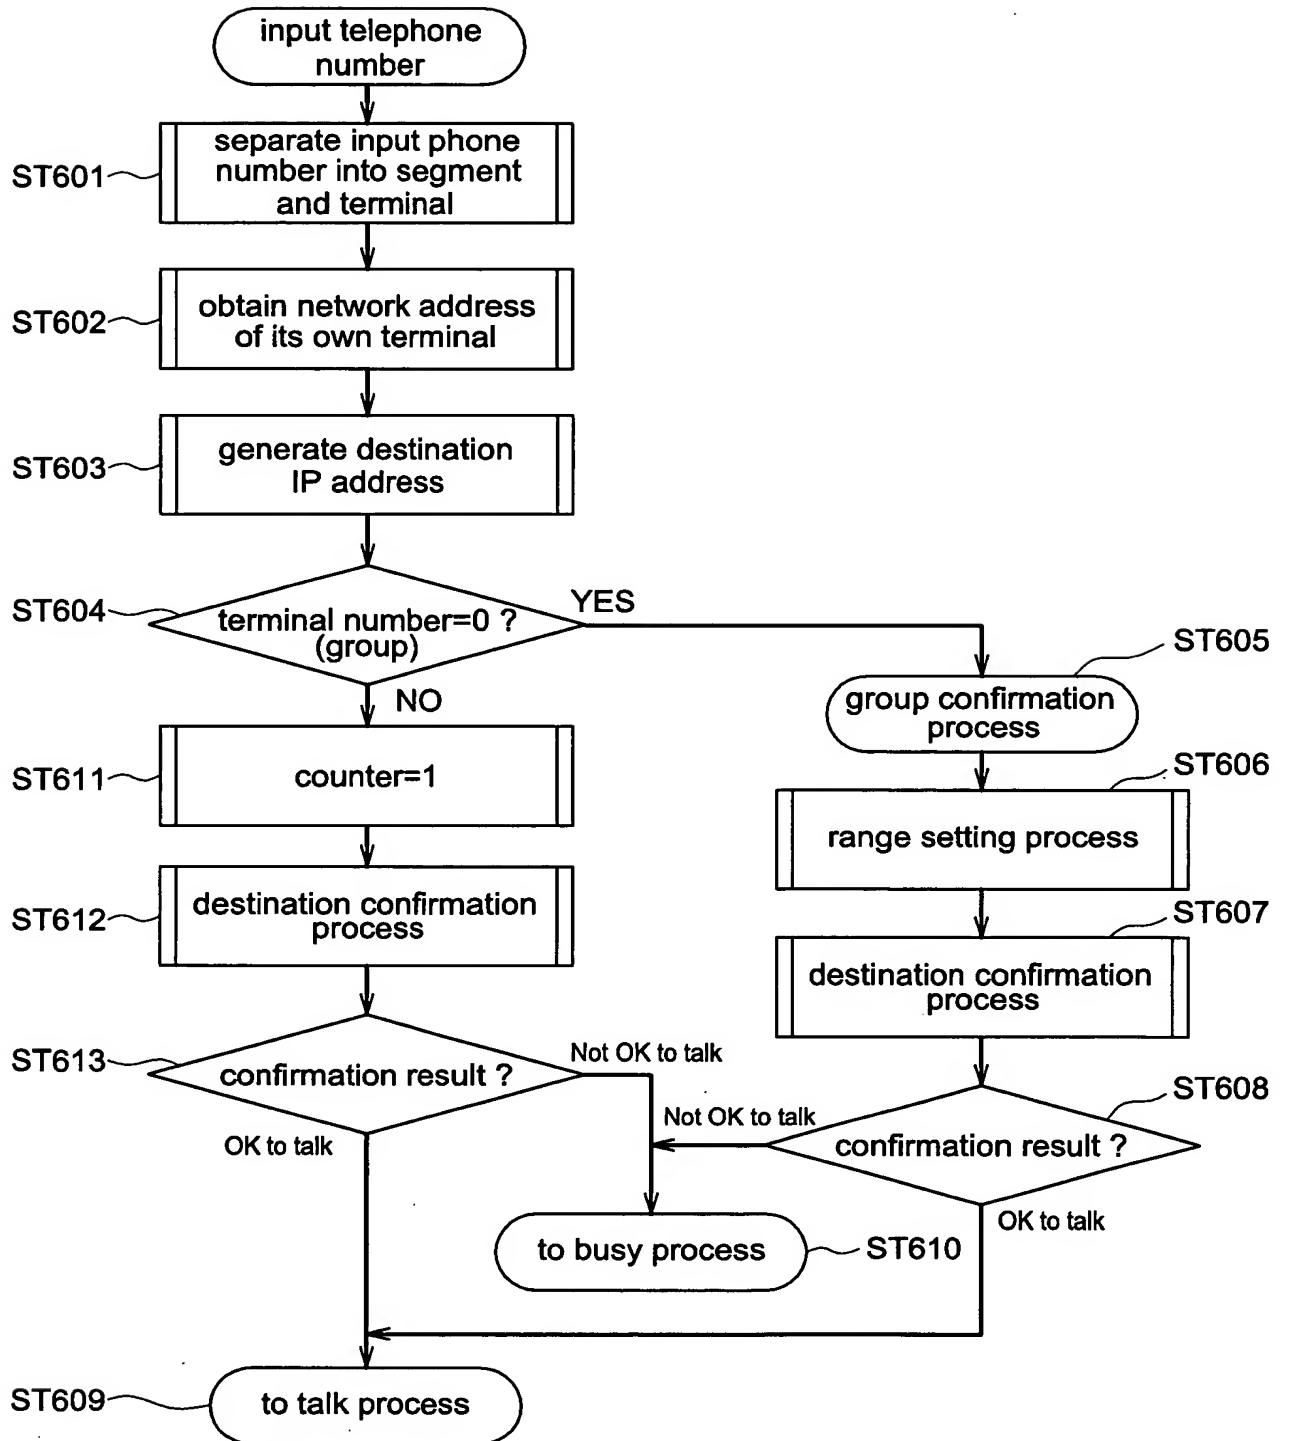 input telephone
number
ST601
separate input phone
number into segment
and terminal
ST602
obtain network address
of its own terminal
ST603
generate destination
IP address
ST604
terminal number=0 ?
(group)
YES
NO
ST605
group confirmation
process
ST606
range setting process
ST607
destination confirmation
process
ST611
counter=1
ST612
destination confirmation
process
ST613
confirmation result ?
Not OK to talk
OK to talk
ST608
Not OK to talk
confirmation result ?
OK to talk
to busy process
ST610
ST609
to talk process